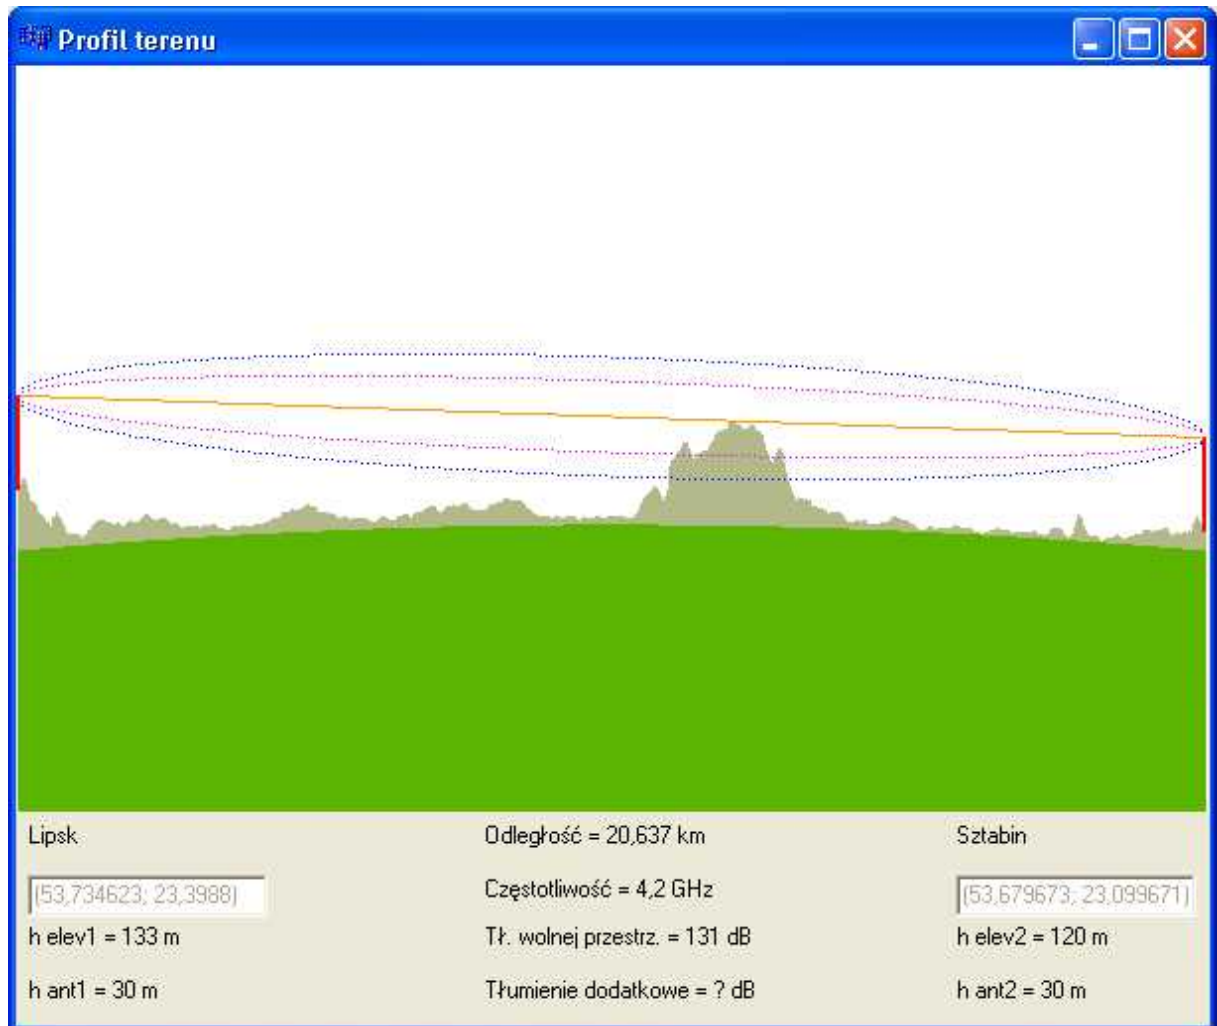 Profil terenu
Lipsk
Odległość = 20,637 km
Sztabin
(53,734623; 23,3988)
Częstotliwość = 4,2 GHz
(53,679673; 23,099671)
h elev1 = 133 m
Tł. wolnej przestrz. = 131 dB
h elev2 = 120 m
h ant1 = 30 m
Tłumienie dodatkowe = ? dB
h ant2 = 30 m